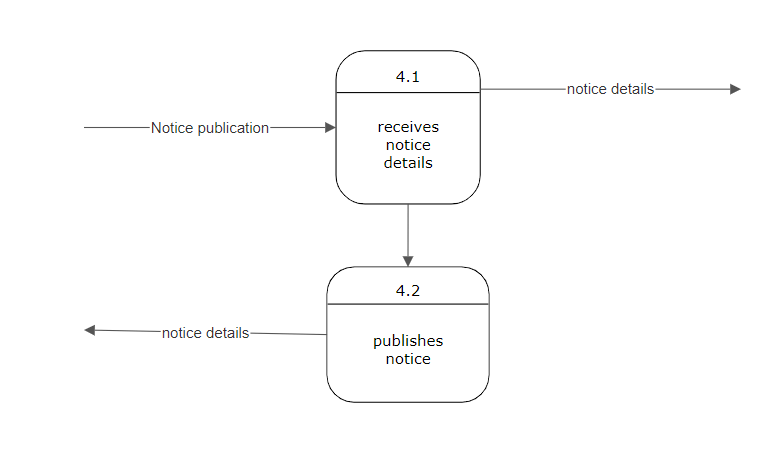 4.1
notice details
Notice publication
receives
notice
details
4.2
notice details
publishes
notice